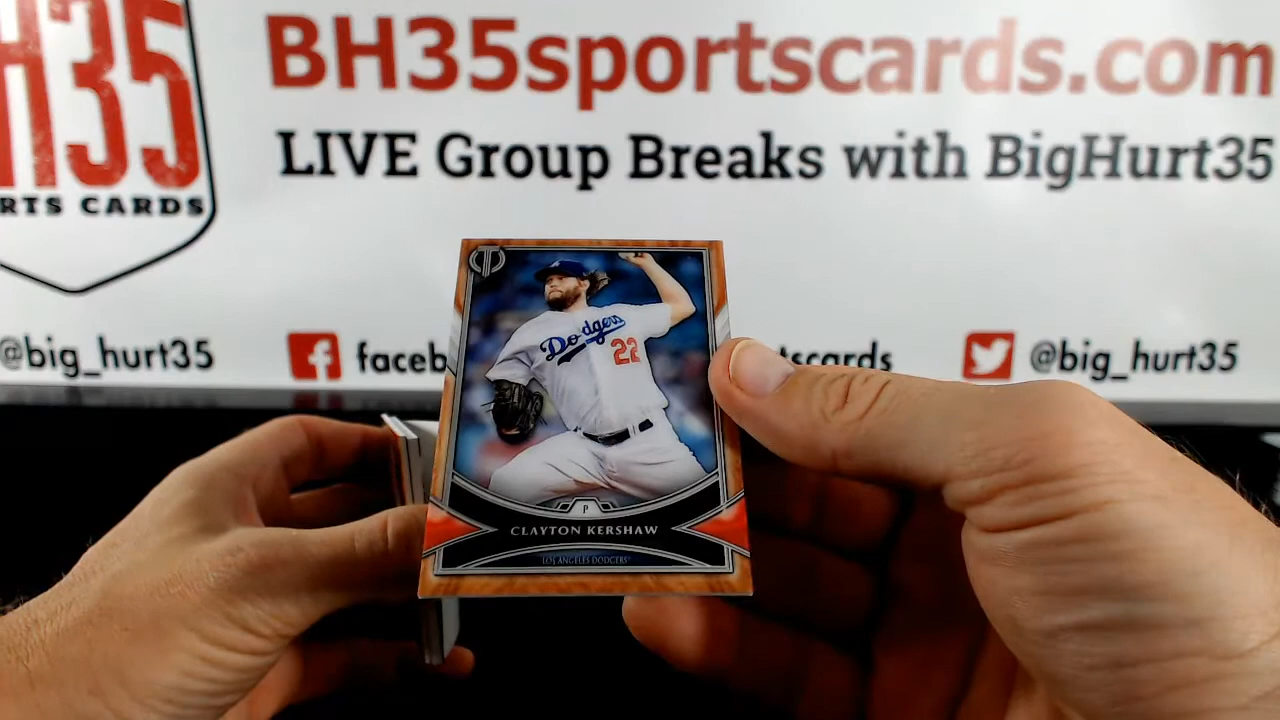 H35
RTS CARDS
BH35sportscards.com
LIVE Group Breaks with BigHurt35
@big_hurt35
faceb
tscards
@big_hurt35
Dodgers
22
P
CLAYTON KERSHAW
LOS ANGELES DODGERS